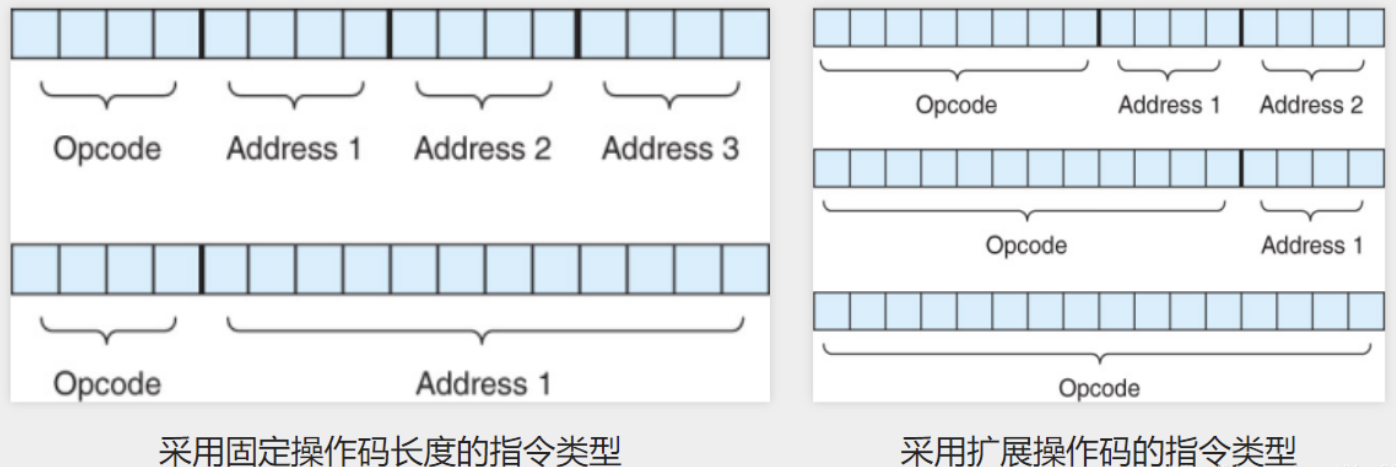 Opcode Address 1 Address 2 Address 3
Opcode Address 1
采用固定操作码长度的指令类型
Opcode Address 1 Address 2
Opcode Address 1
Opcode
采用扩展操作码的指令类型